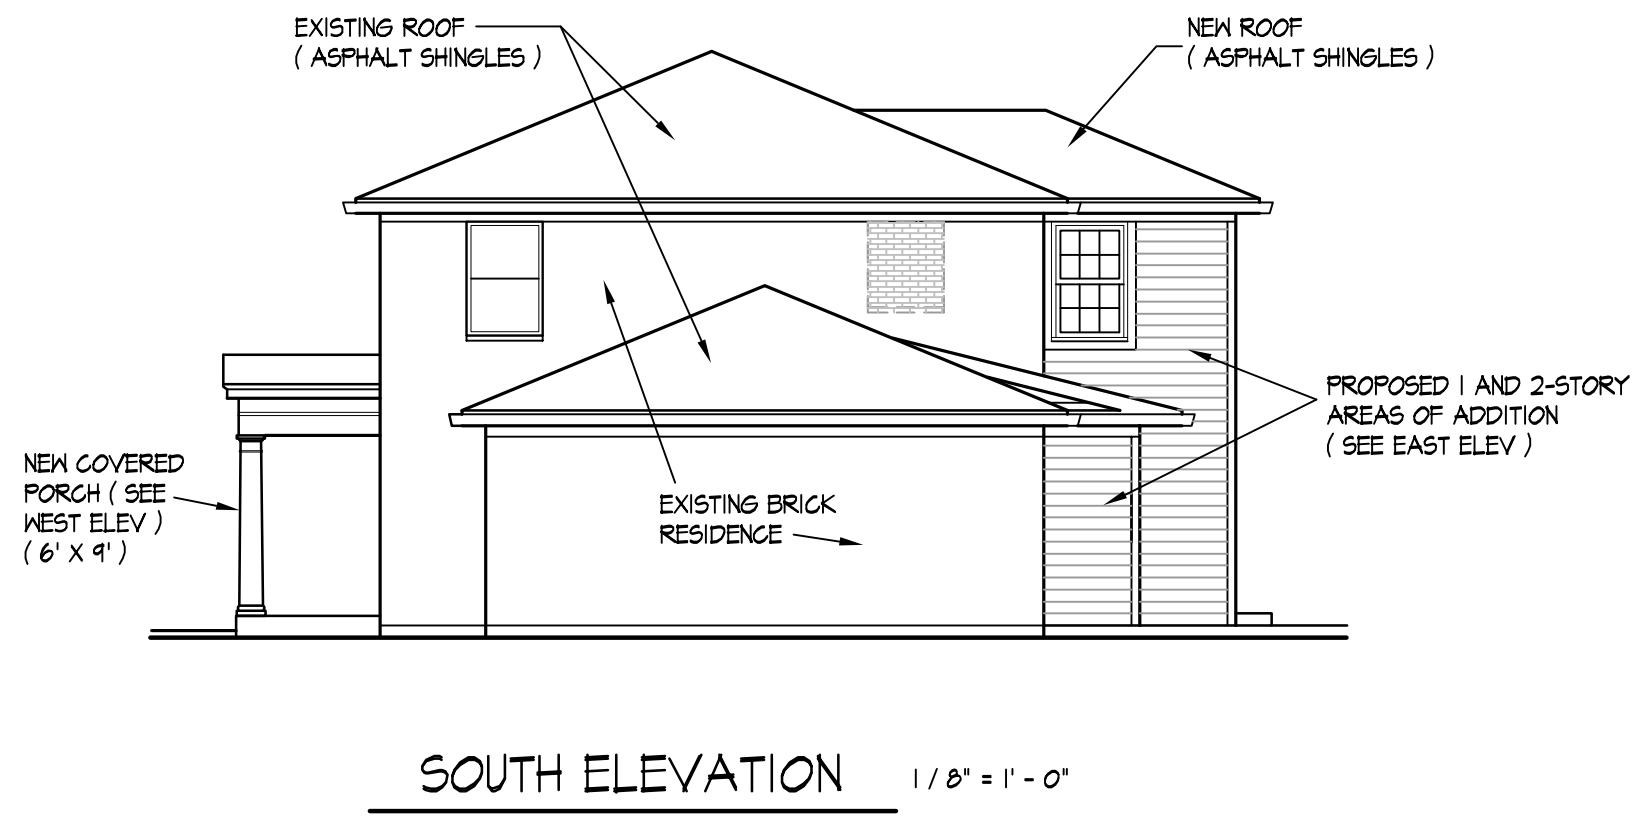 EXISTING ROOF
( ASPHALT SHINGLES )
NEW ROOF
( ASPHALT SHINGLES )
PROPOSED 1 AND 2-STORY
AREAS OF ADDITION
( SEE EAST ELEV )
NEW COVERED
PORCH ( SEE
WEST ELEV )
( 6' X 9' )
EXISTING BRICK
RESIDENCE
SOUTH ELEVATION 1 / 8" = 1' - 0"